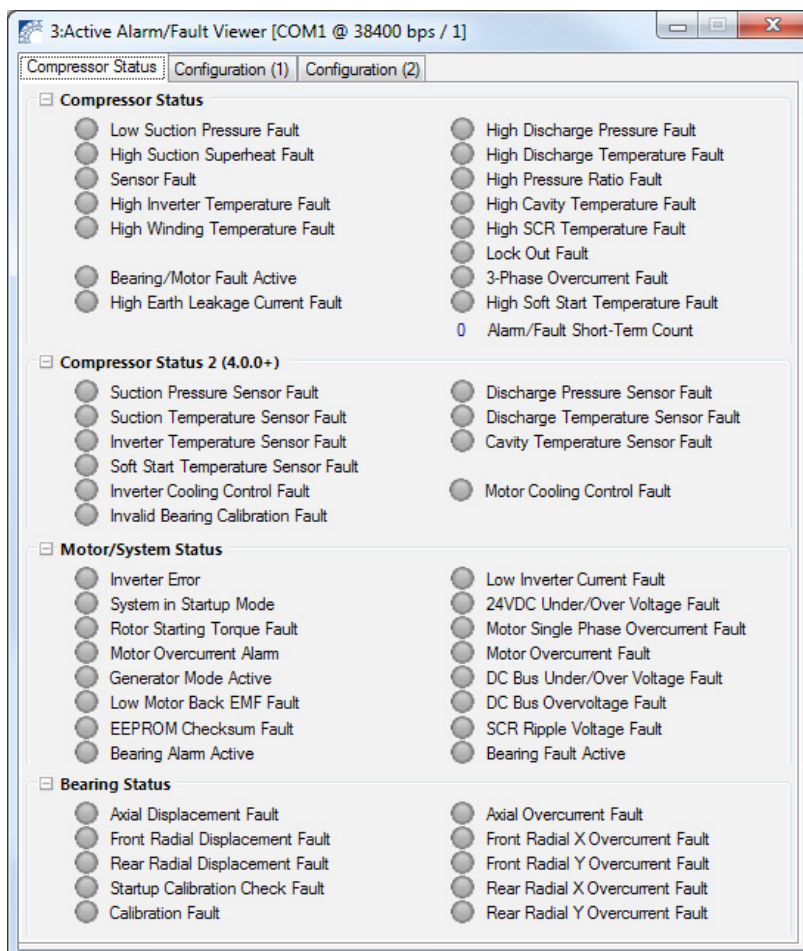 3:Active Alarm/Fault Viewer [COM1 @ 38400 bps / 1]
Compressor Status Configuration (1) Configuration (2)
Compressor Status
Low Suction Pressure Fault High Discharge Pressure Fault
High Suction Superheat Fault High Discharge Temperature Fault
Sensor Fault High Pressure Ratio Fault
High Inverter Temperature Fault High Cavity Temperature Fault
High Winding Temperature Fault High SCR Temperature Fault
Lock Out Fault
Bearing/Motor Fault Active 3-Phase Overcurrent Fault
High Earth Leakage Current Fault High Soft Start Temperature Fault
0 Alarm/Fault Short-Term Count
Compressor Status 2 (4.0.0+)
Suction Pressure Sensor Fault Discharge Pressure Sensor Fault
Suction Temperature Sensor Fault Discharge Temperature Sensor Fault
Inverter Temperature Sensor Fault Cavity Temperature Sensor Fault
Soft Start Temperature Sensor Fault
Inverter Cooling Control Fault Motor Cooling Control Fault
Invalid Bearing Calibration Fault
Motor/System Status
Inverter Error Low Inverter Current Fault
System in Startup Mode 24VDC Under/Over Voltage Fault
Rotor Starting Torque Fault Motor Single Phase Overcurrent Fault
Motor Overcurrent Alarm Motor Overcurrent Fault
Generator Mode Active DC Bus Under/Over Voltage Fault
Low Motor Back EMF Fault DC Bus Overvoltage Fault
EEPROM Checksum Fault SCR Ripple Voltage Fault
Bearing Alarm Active Bearing Fault Active
Bearing Status
Axial Displacement Fault Axial Overcurrent Fault
Front Radial Displacement Fault Front Radial X Overcurrent Fault
Rear Radial Displacement Fault Front Radial Y Overcurrent Fault
Startup Calibration Check Fault Rear Radial X Overcurrent Fault
Calibration Fault Rear Radial Y Overcurrent Fault